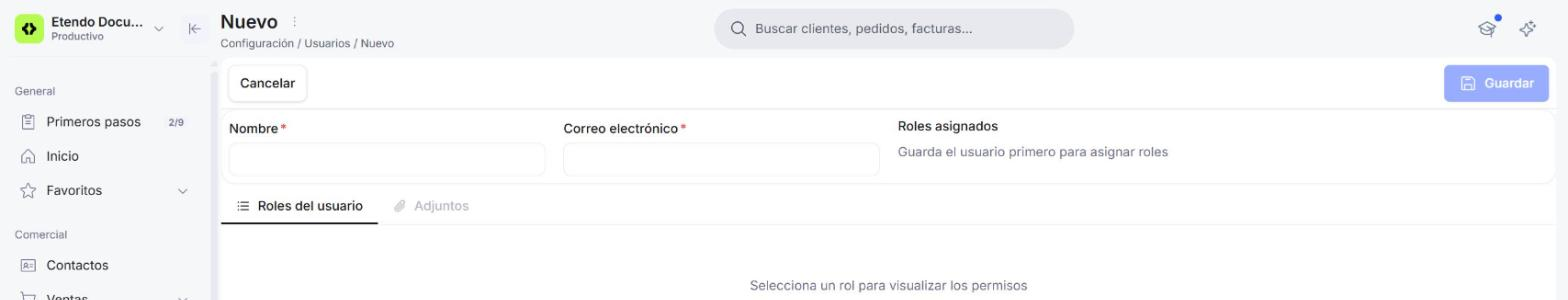 Etendo Docu...
Productivo
Nuevo
Configuración / Usuarios / Nuevo
Buscar clientes, pedidos, facturas...
General
Primeros pasos 2/9
Inicio
Favoritos
Comercial
Contactos
Ventas
Cancelar
Guardar
Nombre*
Correo electrónico*
Roles asignados
Guarda el usuario primero para asignar roles
Roles del usuario
Adjuntos
Selecciona un rol para visualizar los permisos